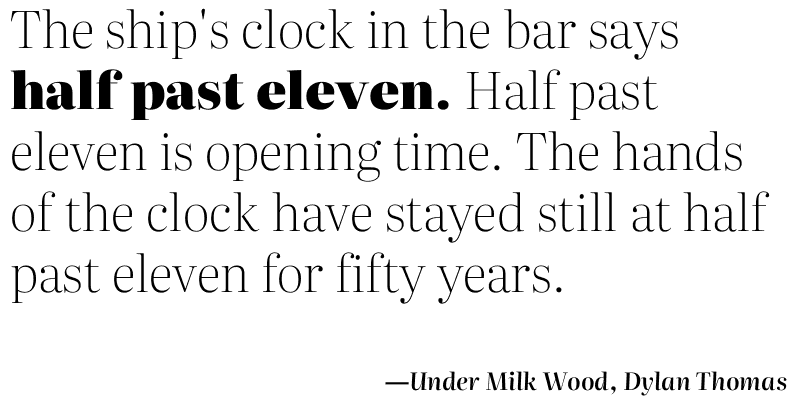 The ship's clock in the bar says
half past eleven. Half past
eleven is opening time. The hands
of the clock have stayed still at half
past eleven for fifty years.
—Under Milk Wood, Dylan Thomas